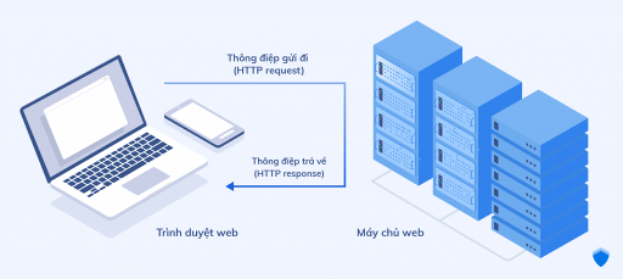 Thông điệp gửi đi
(HTTP request)
Thông điệp trả về
(HTTP response)
Trình duyệt web
Máy chủ web